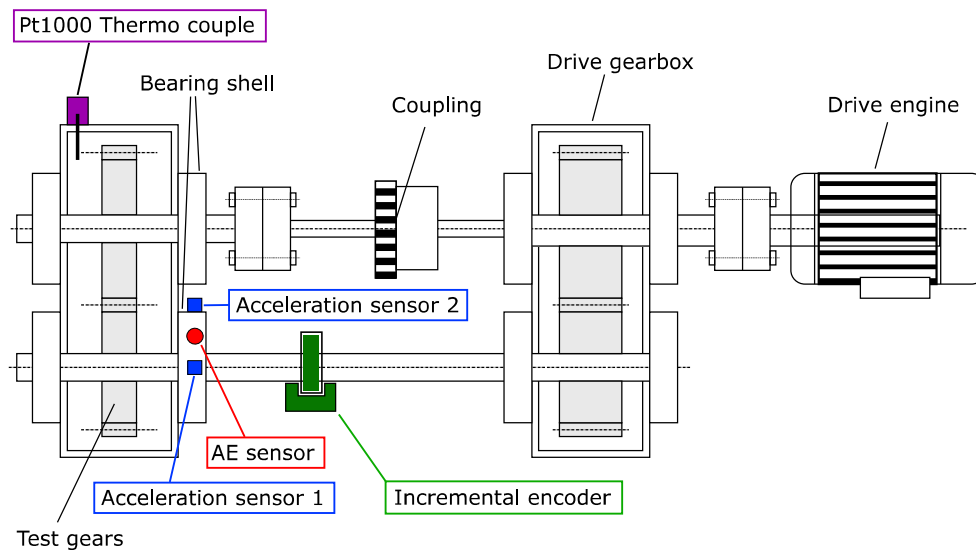 Pt1000 Thermo couple
Bearing shell
Coupling
Drive gearbox
Drive engine
Acceleration sensor 2
AE sensor
Acceleration sensor 1
Incremental encoder
Test gears